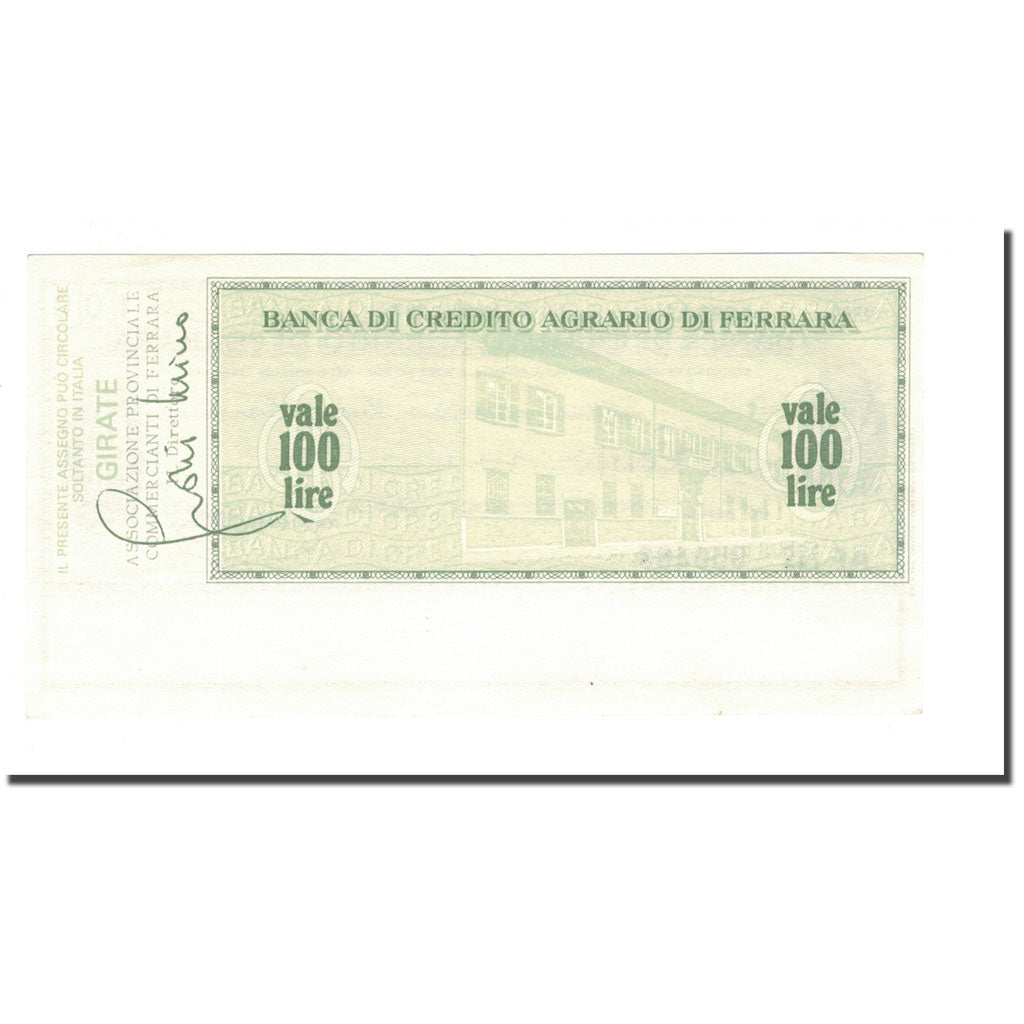 IL PRESENTE ASSEGNO PUO CIRCOLARE
SOLTANTO IN ITALIA
GIRATE
ASSOCIAZIONE PROVINCIALE
COMMERCIANTI DI FERRARA
BANCA DI CREDITO AGRARIO DI FERRARA
vale
100
lire
vale
100
lire